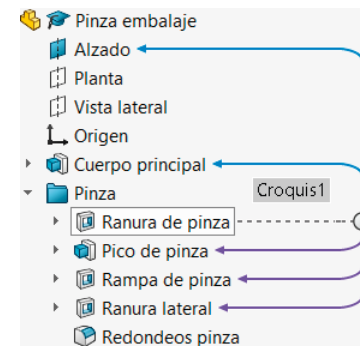 Pinza embalaje
Alzado
Planta
Vista lateral
Origen
Cuerpo principal
Pinza
Croquis1
Ranura de pinza
Pico de pinza
Rampa de pinza
Ranura lateral
Redondeos pinza